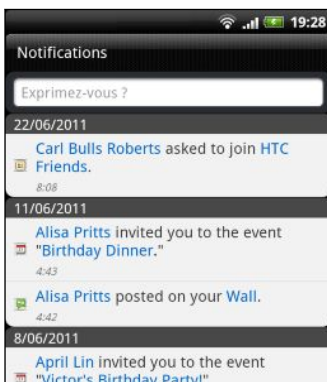 19:28
Notifications
Exprimez-vous ?
22/06/2011
Carl Bulls Roberts asked to join HTC
Friends.
8:08
11/06/2011
Alisa Pritts invited you to the event
"Birthday Dinner."
4:43
Alisa Pritts posted on your Wall.
4:42
8/06/2011
April Lin invited you to the event
"Victor's Birthday Party!"